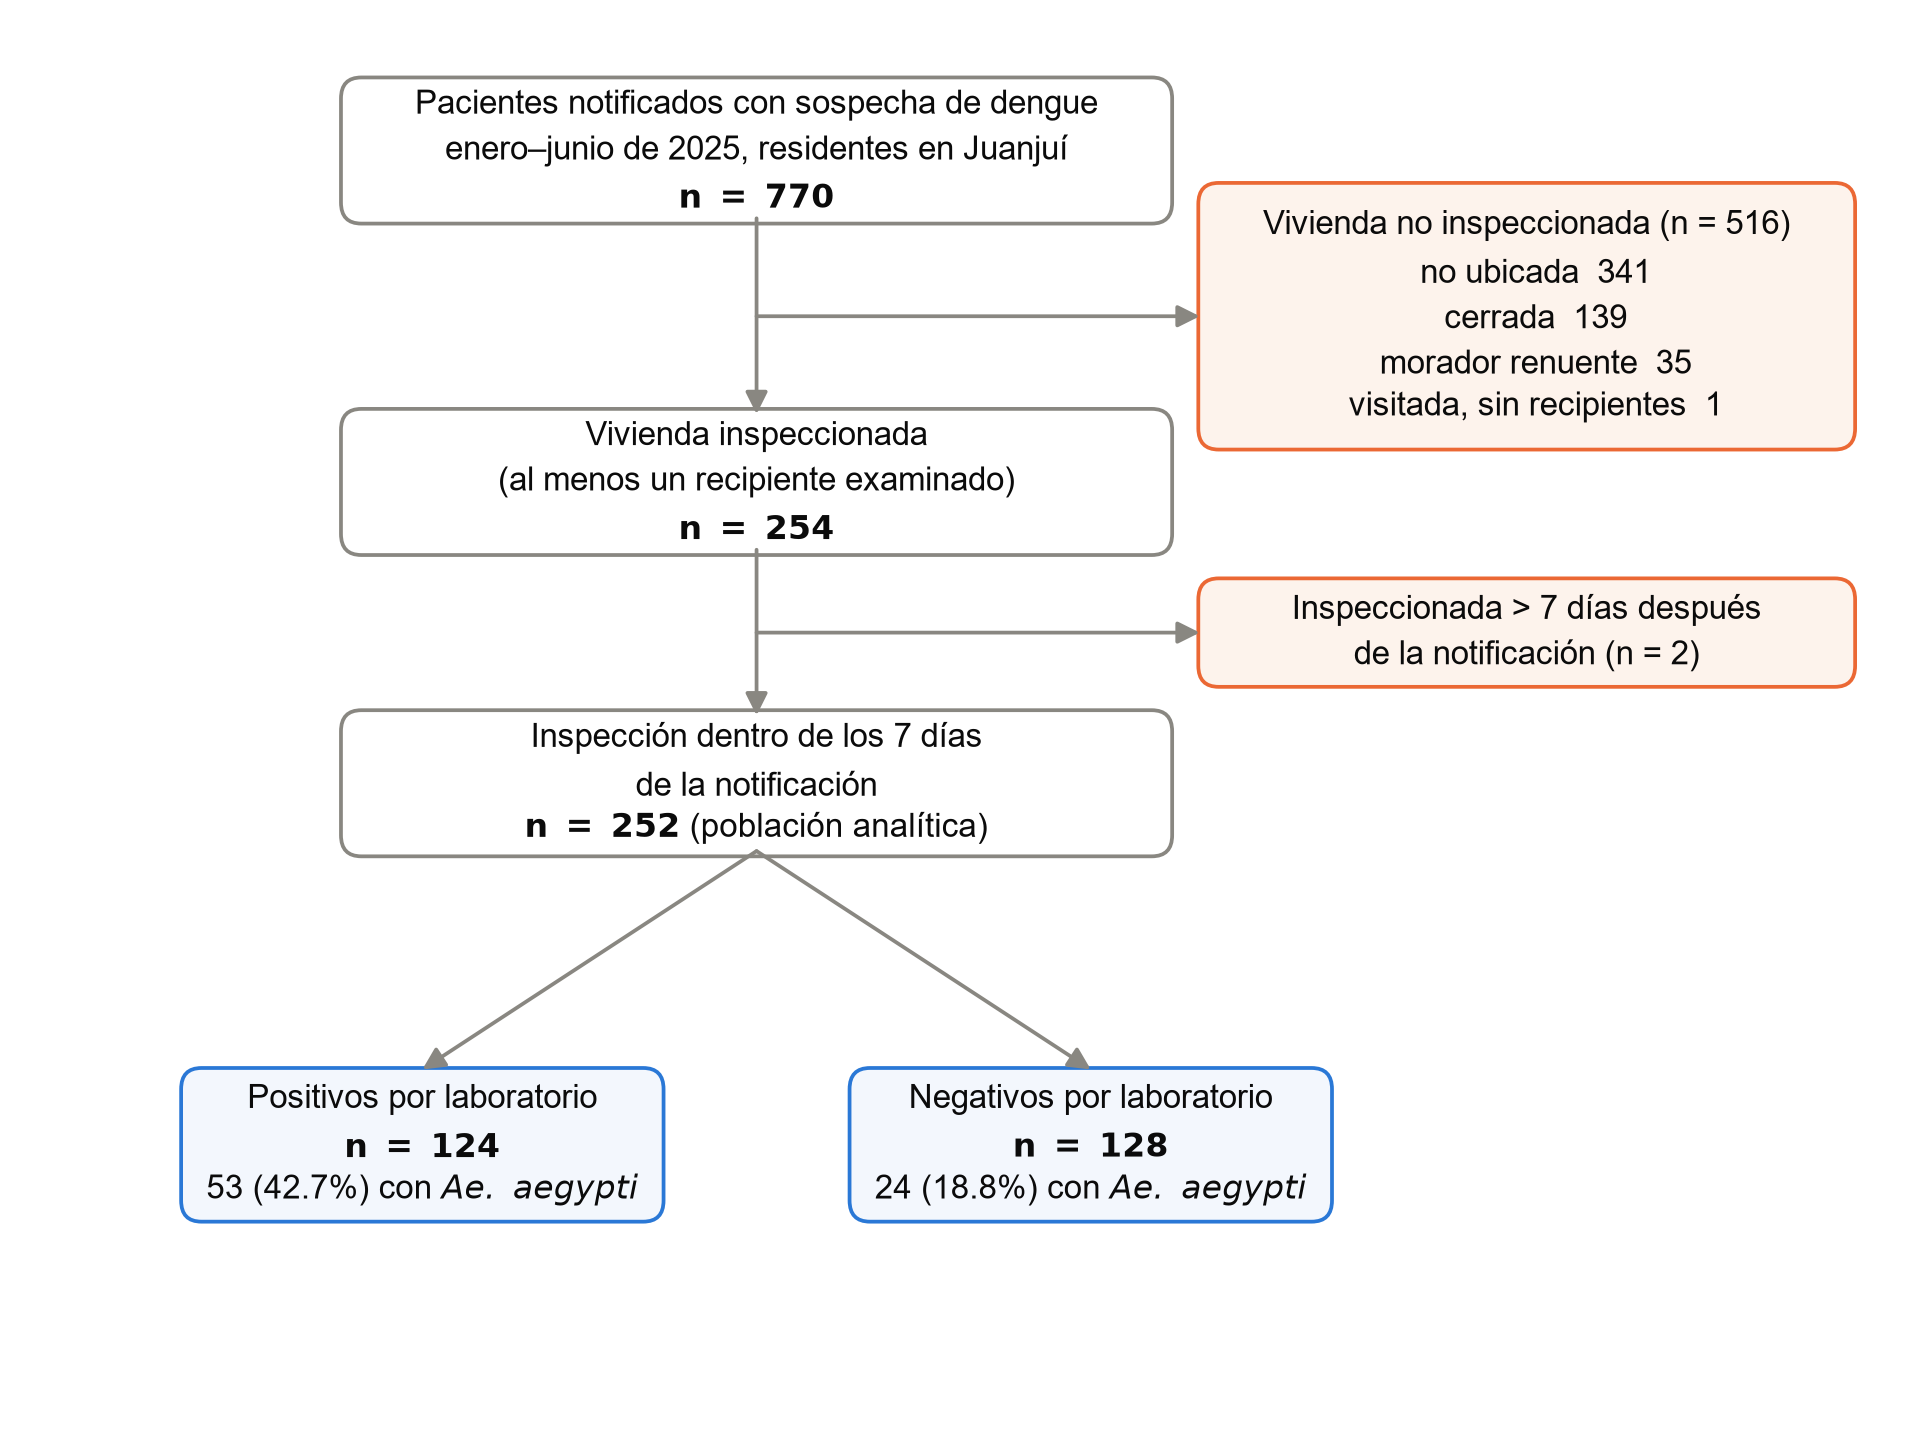 Pacientes notificados con sospecha de dengue
enero–junio de 2025, residentes en Juanjuí
n = 770
Vivienda no inspeccionada (n = 516)
no ubicada 341
cerrada 139
morador renuente 35
visitada, sin recipientes 1
Vivienda inspeccionada
(al menos un recipiente examinado)
n = 254
Inspeccionada > 7 días después
de la notificación (n = 2)
Inspección dentro de los 7 días
de la notificación
n = 252 (población analítica)
Positivos por laboratorio
n = 124
53 (42.7%) con Ae. aegypti
Negativos por laboratorio
n = 128
24 (18.8%) con Ae. aegypti